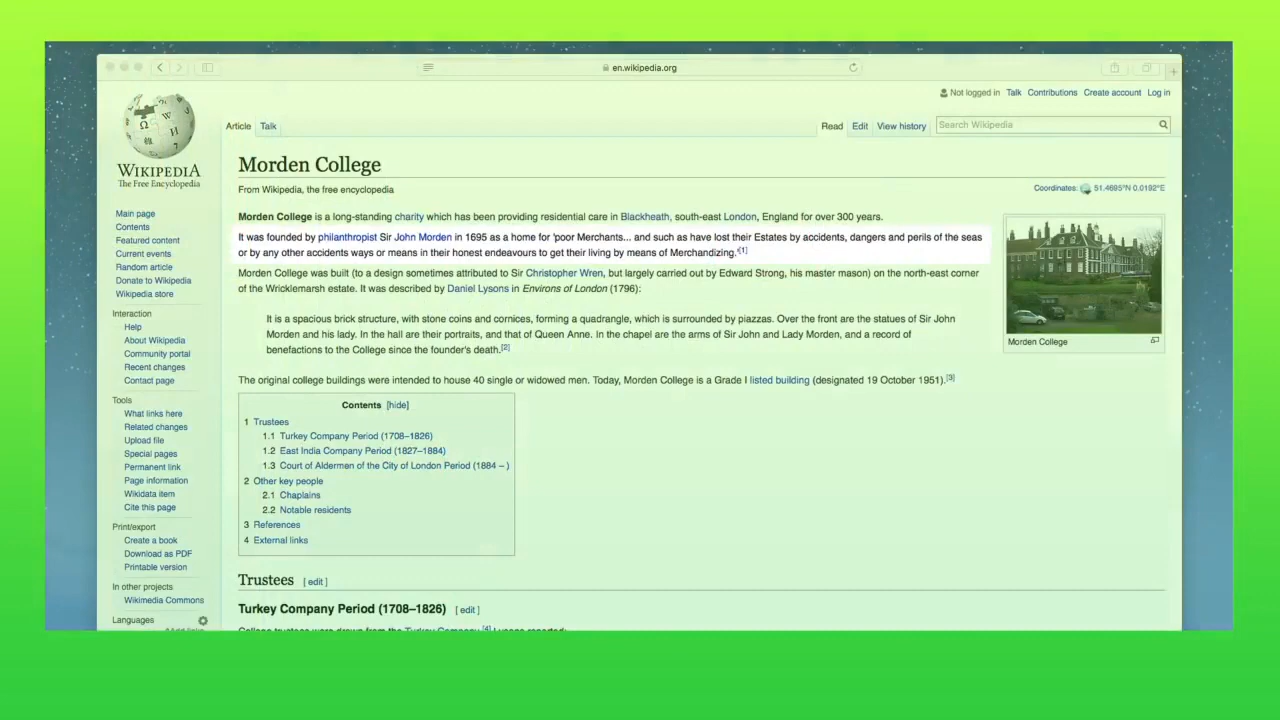 en.wikipedia.org
Not logged in Talk Contributions Create account Log in
Article Talk Read Edit View history Search Wikipedia
WIKIPEDIA
The Free Encyclopedia
Main page
Contents
Featured content
Current events
Random article
Donate to Wikipedia
Wikipedia store
Interaction
Help
About Wikipedia
Community portal
Recent changes
Contact page
Tools
What links here
Related changes
Upload file
Special pages
Permanent link
Page information
Wikidata item
Cite this page
Print/export
Create a book
Download as PDF
Printable version
In other projects
Wikimedia Commons
Languages
Morden College
From Wikipedia, the free encyclopedia
Coordinates: 51.4695°N 0.0192°E
Morden College is a long-standing charity which has been providing residential care in Blackheath, south-east London, England for over 300 years.
It was founded by philanthropist Sir John Morden in 1695 as a home for 'poor Merchants... and such as have lost their Estates by accidents, dangers and perils of the seas
or by any other accidents ways or means in their honest endeavours to get their living by means of Merchandizing.'[1]
Morden College was built (to a design sometimes attributed to Sir Christopher Wren, but largely carried out by Edward Strong, his master mason) on the north-east corner
of the Wricklemarsh estate. It was described by Daniel Lysons in Environs of London (1796):
It is a spacious brick structure, with stone coins and cornices, forming a quadrangle, which is surrounded by piazzas. Over the front are the statues of Sir John
Morden and his lady. In the hall are their portraits, and that of Queen Anne. In the chapel are the arms of Sir John and Lady Morden, and a record of
benefactions to the College since the founder's death.[2]
Morden College
The original college buildings were intended to house 40 single or widowed men. Today, Morden College is a Grade I listed building (designated 19 October 1951).[3]
Contents [hide]
1 Trustees
1.1 Turkey Company Period (1708–1826)
1.2 East India Company Period (1827–1884)
1.3 Court of Aldermen of the City of London Period (1884 – )
2 Other key people
2.1 Chaplains
2.2 Notable residents
3 References
4 External links
Trustees [ edit ]
Turkey Company Period (1708–1826) [ edit ]
College trustees were drawn from the Turkey Company.[4] Lysons reported: